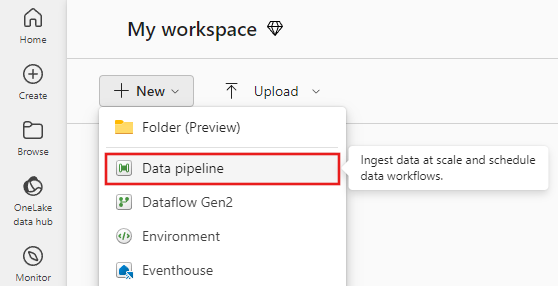 My workspace
Home
Create
Browse
OneLake
data hub
Monitor
New
Upload
Folder (Preview)
Data pipeline
Ingest data at scale and schedule
data workflows.
Dataflow Gen2
Environment
Eventhouse